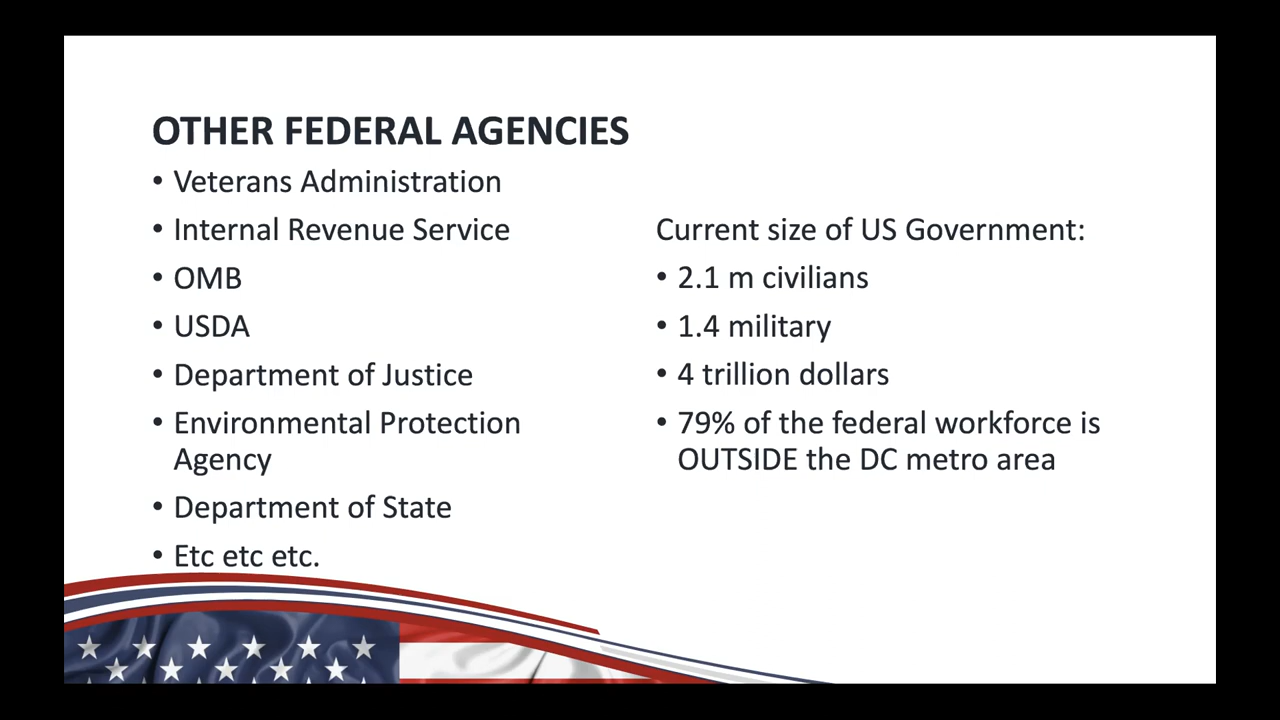 OTHER FEDERAL AGENCIES
• Veterans Administration
• Internal Revenue Service
• OMB
• USDA
• Department of Justice
• Environmental Protection
Agency
• Department of State
• Etc etc etc.
Current size of US Government:
• 2.1 m civilians
• 1.4 military
• 4 trillion dollars
• 79% of the federal workforce is
OUTSIDE the DC metro area